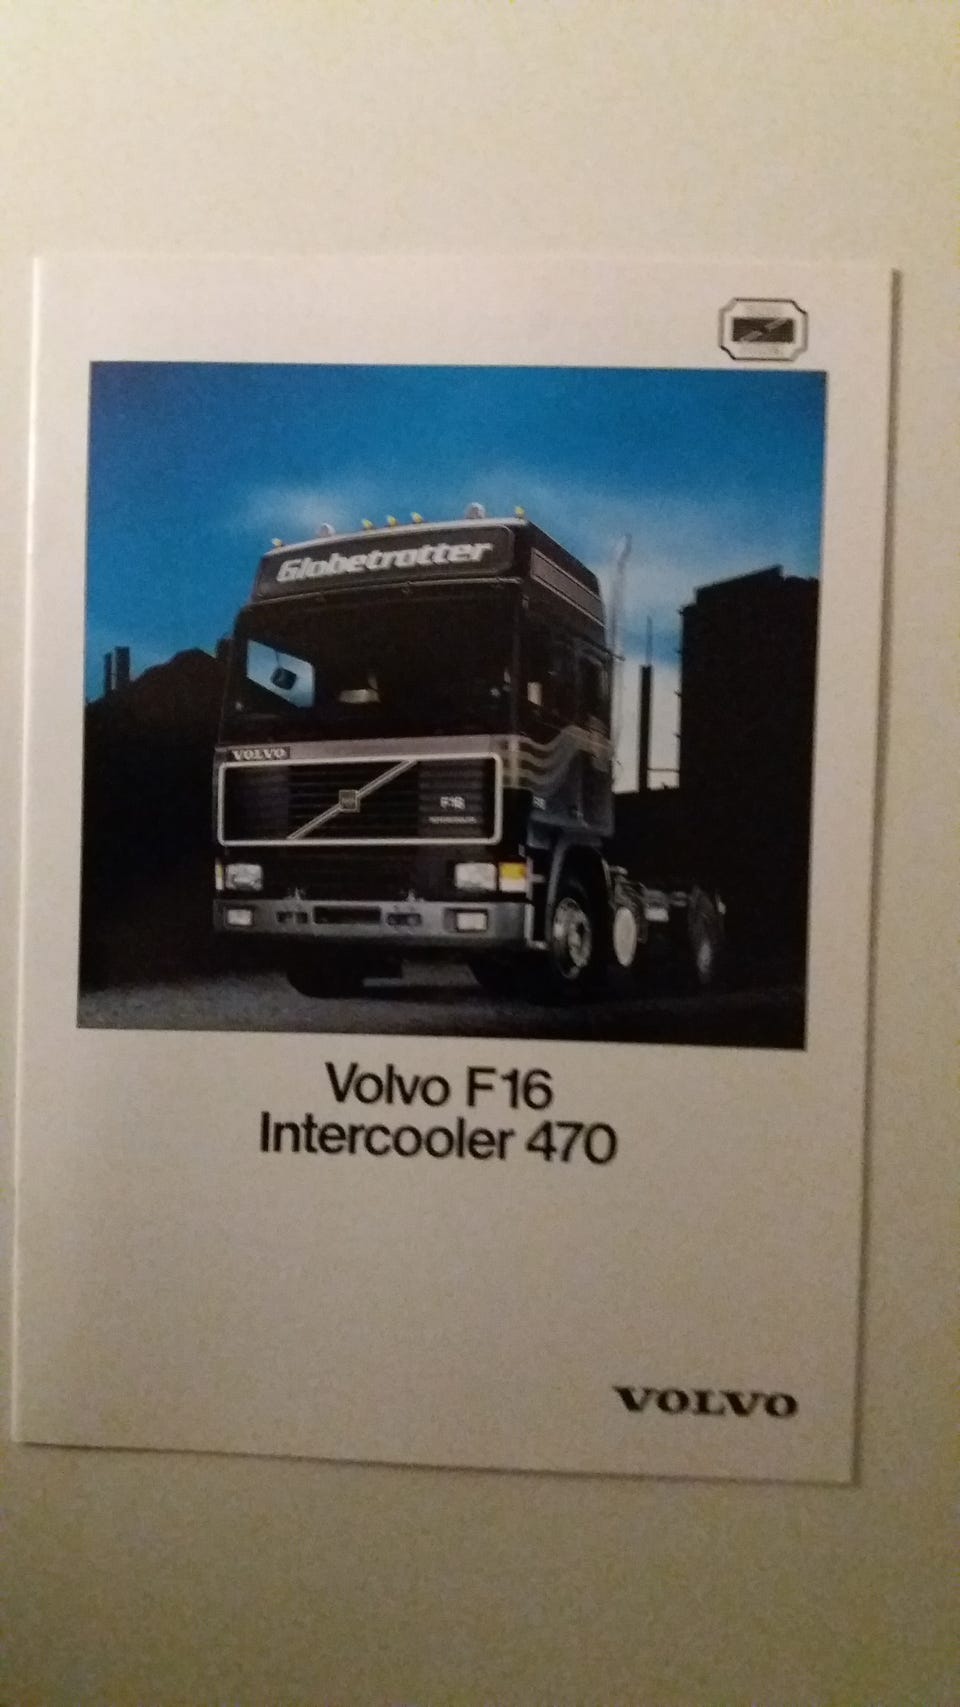 Globetrotter
VOLVO
F16
Volvo F16
Intercooler 470
VOLVO